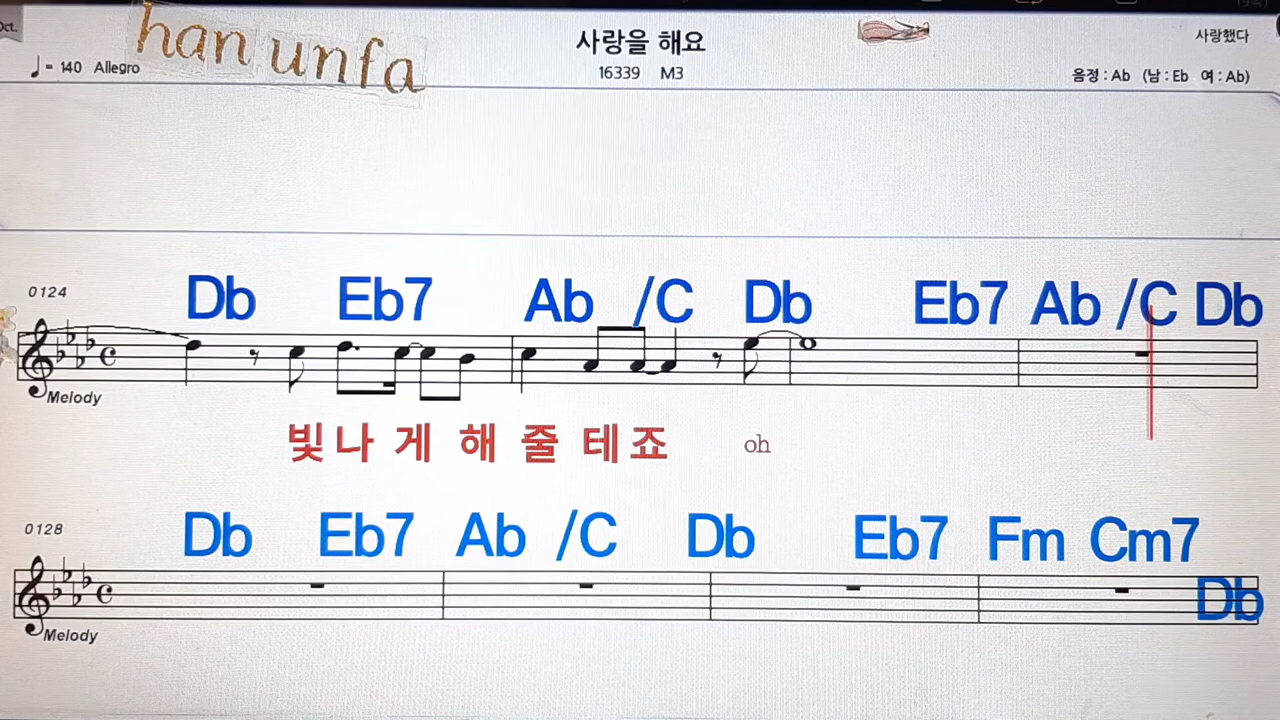 Oct.
han unfa
사랑을 해요
사랑했다
♩= 140 Allegro
16339 M3
음정 : Ab (남 : Eb 여 : Ab)
0124
Db Eb7 Ab /C Db Eb7 Ab /C Db
Melody
빛나 게 해 줄 테 죠 oh
0128
Db Eb7 Ab /C Db Eb7 Fm Cm7
Db
Melody